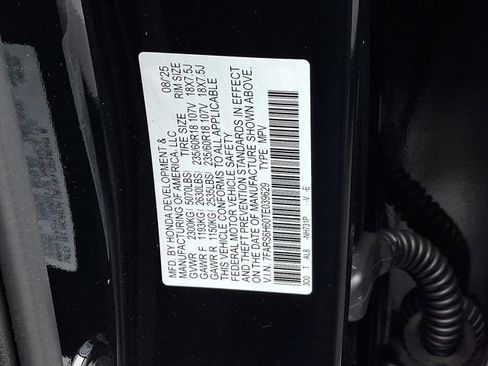 MFD. BY HONDA DEVELOPMENT &
MANUFACTURING OF AMERICA, LLC 08/25
TIRE SIZE RIM SIZE
GVWR 2300KG( 5070LBS) 235/60R18 107V 18X7.5J
GAWR F 1193KG( 2630LBS) 235/60R18 107V 18X7.5J
GAWR R 1150KG( 2535LBS)
THIS VEHICLE CONFORMS TO ALL APPLICABLE
FEDERAL MOTOR VEHICLE SAFETY
AND THEFT PREVENTION STANDARDS IN EFFECT
ON THE DATE OF MANUFACTURE SHOWN ABOVE.
V.I.N. TYPE: MPV